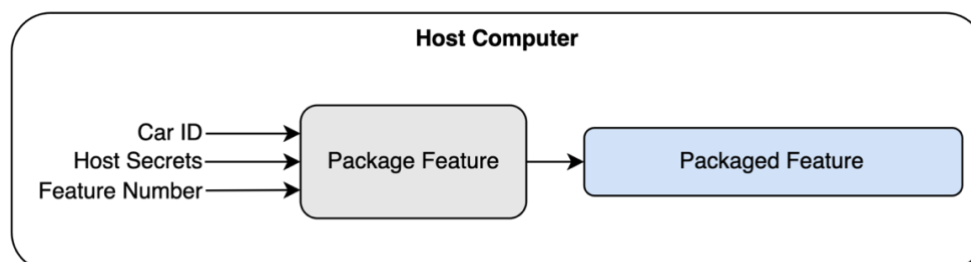 Host Computer
Car ID
Host Secrets
Feature Number
Package Feature
Packaged Feature